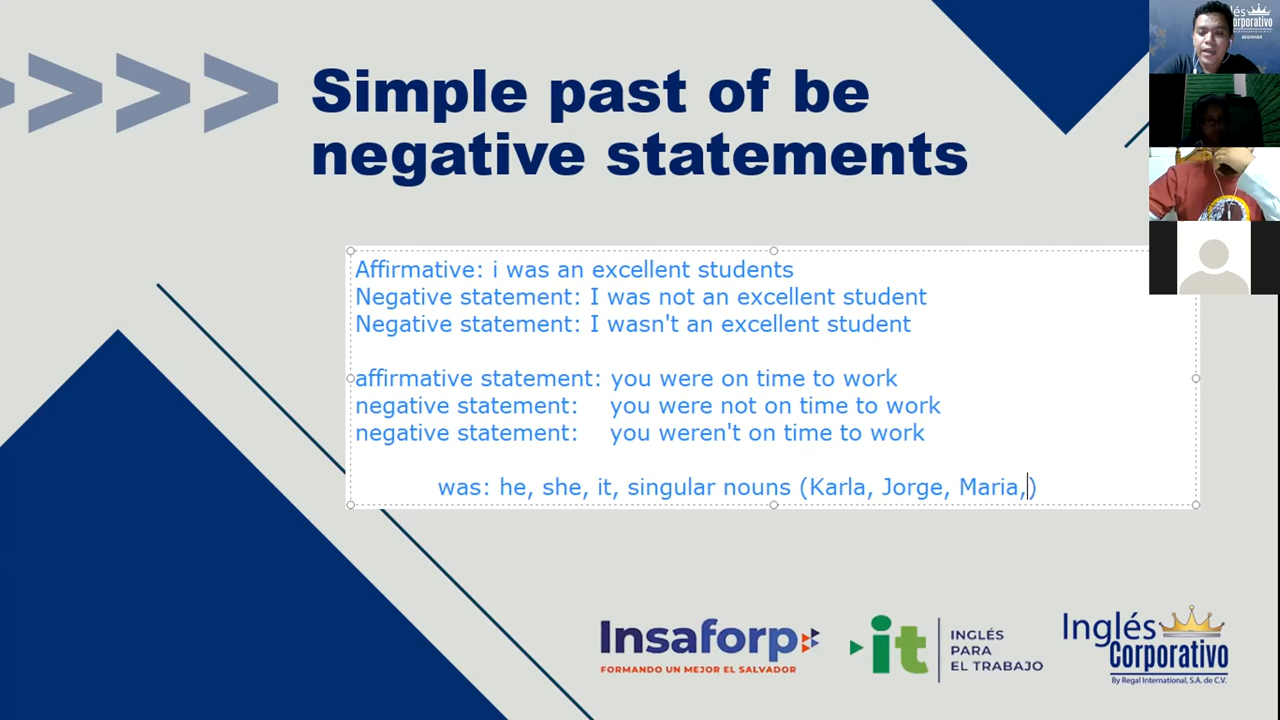 Simple past of be
negative statements
Affirmative: i was an excellent students
Negative statement: I was not an excellent student
Negative statement: I wasn't an excellent student
affirmative statement: you were on time to work
negative statement: you were not on time to work
negative statement: you weren't on time to work
was: he, she, it, singular nouns (Karla, Jorge, Maria,)
Insaforp
FORMANDO UN MEJOR EL SALVADOR
it
INGLÉS
PARA
EL TRABAJO
Inglés
Corporativo
By Regal International, S.A. de C.V.
glés
orporativo
BEGINNER